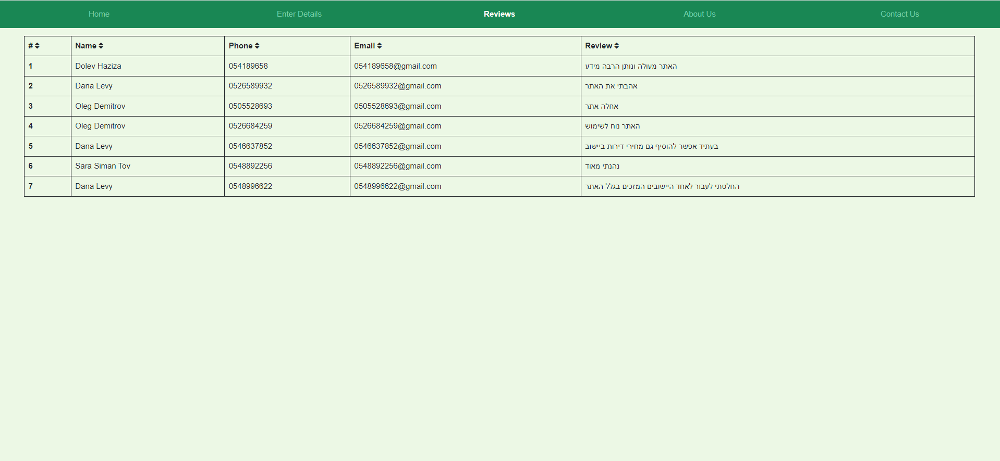 Home Enter Details Reviews About Us Contact Us
# Name Phone Email Review
1 Dolev Haziza 054189658 054189658@gmail.com האתר מעולה ונותן הרבה מידע
2 Dana Levy 0526589932 0526589932@gmail.com אהבתי את האתר
3 Oleg Demitrov 0505528693 0505528693@gmail.com אחלה אתר
4 Oleg Demitrov 0526684259 0526684259@gmail.com האתר נוח לשימוש
5 Dana Levy 0546637852 0546637852@gmail.com בעתיד אפשר להוסיף גם מחירי דירות ביישוב
6 Sara Siman Tov 0548892256 0548892256@gmail.com נהנתי מאוד
7 Dana Levy 0548996622 0548996622@gmail.com החלטתי לעבור לאחד היישובים המזכים בגלל האתר